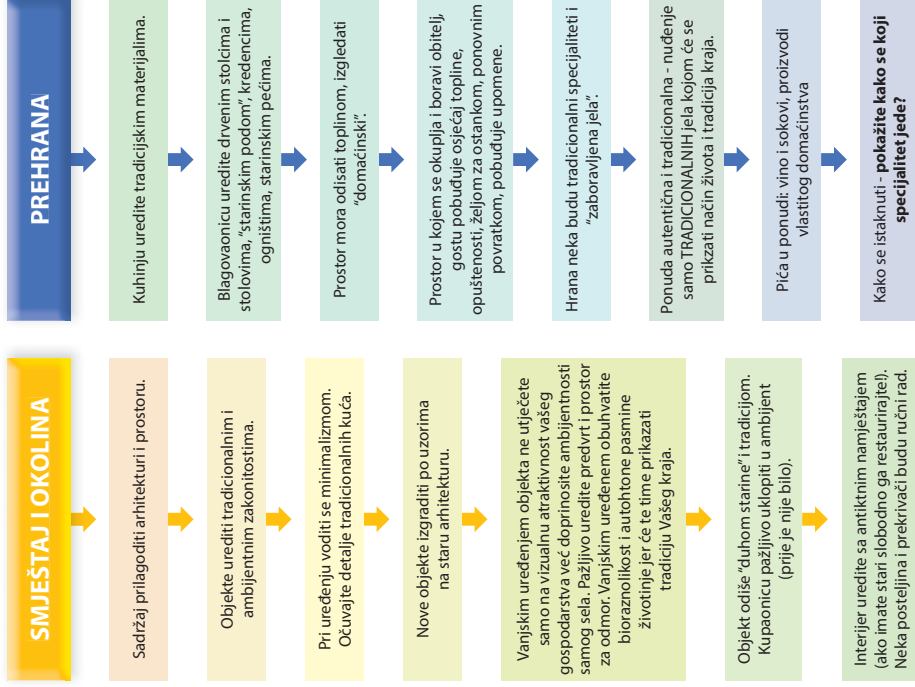 SMJEŠTAJ I OKOLINA
Sadržaj prilagoditi arhitekturi i prostoru.
Objekte urediti tradicionalnim i
ambijentnim zakonitostima.
Pri uređenju voditi se minimalizmom.
Očuvajte detalje tradicionalnih kuća.
Nove objekte izgraditi po uzorima
na staru arhitekturu.
Vanjskim uređenjem objekta ne utječete
samo na vizualnu atraktivnost vašeg
gospodarstva već doprinosite ambijentnosti
samog sela. Pažljivo uredite predvrt i prostor
za odmor. Vanjskim uređenem obuhvatite
bioraznolikost i autohtone pasmine
životinje jer će te time prikazati
tradiciju Vašeg kraja.
Objekt odiše “duhom starine” i tradicijom.
Kupaonicu pažljivo uklopiti u ambijent
(prije je nije bilo).
Interijer uredite sa antiktnim namještajem
(ako imate stari slobodno ga restaurirajte!).
Neka posteljina i prekrivači budu ručni rad.
PREHRANA
Kuhinju uredite tradicijskim materijalima.
Blagovaonicu uredite drvenim stolcima i
stolovima, “starinskim podom”, kredencima,
ogništima, starinskim pećima.
Prostor mora odisati toplinom, izgledati
“domaćinski”.
Prostor u kojem se okuplja i boravi obitelj,
gostu pobuđuje osjećaj topline,
opuštenosti, željom za ostankom, ponovnim
povratkom, pobuđuje upomene.
Hrana neka budu tradicionalni specijaliteti i
“zaboravljena jela”.
Ponuda autentična i tradicionalna - nuđenje
samo TRADICIONALNIH jela kojom će se
prikzati način života i tradicija kraja.
Pića u ponudi: vino i sokovi, proizvodi
vlastitog domaćinstva
Kako se istaknuti - pokažite kako se koji
specijalitet jede?